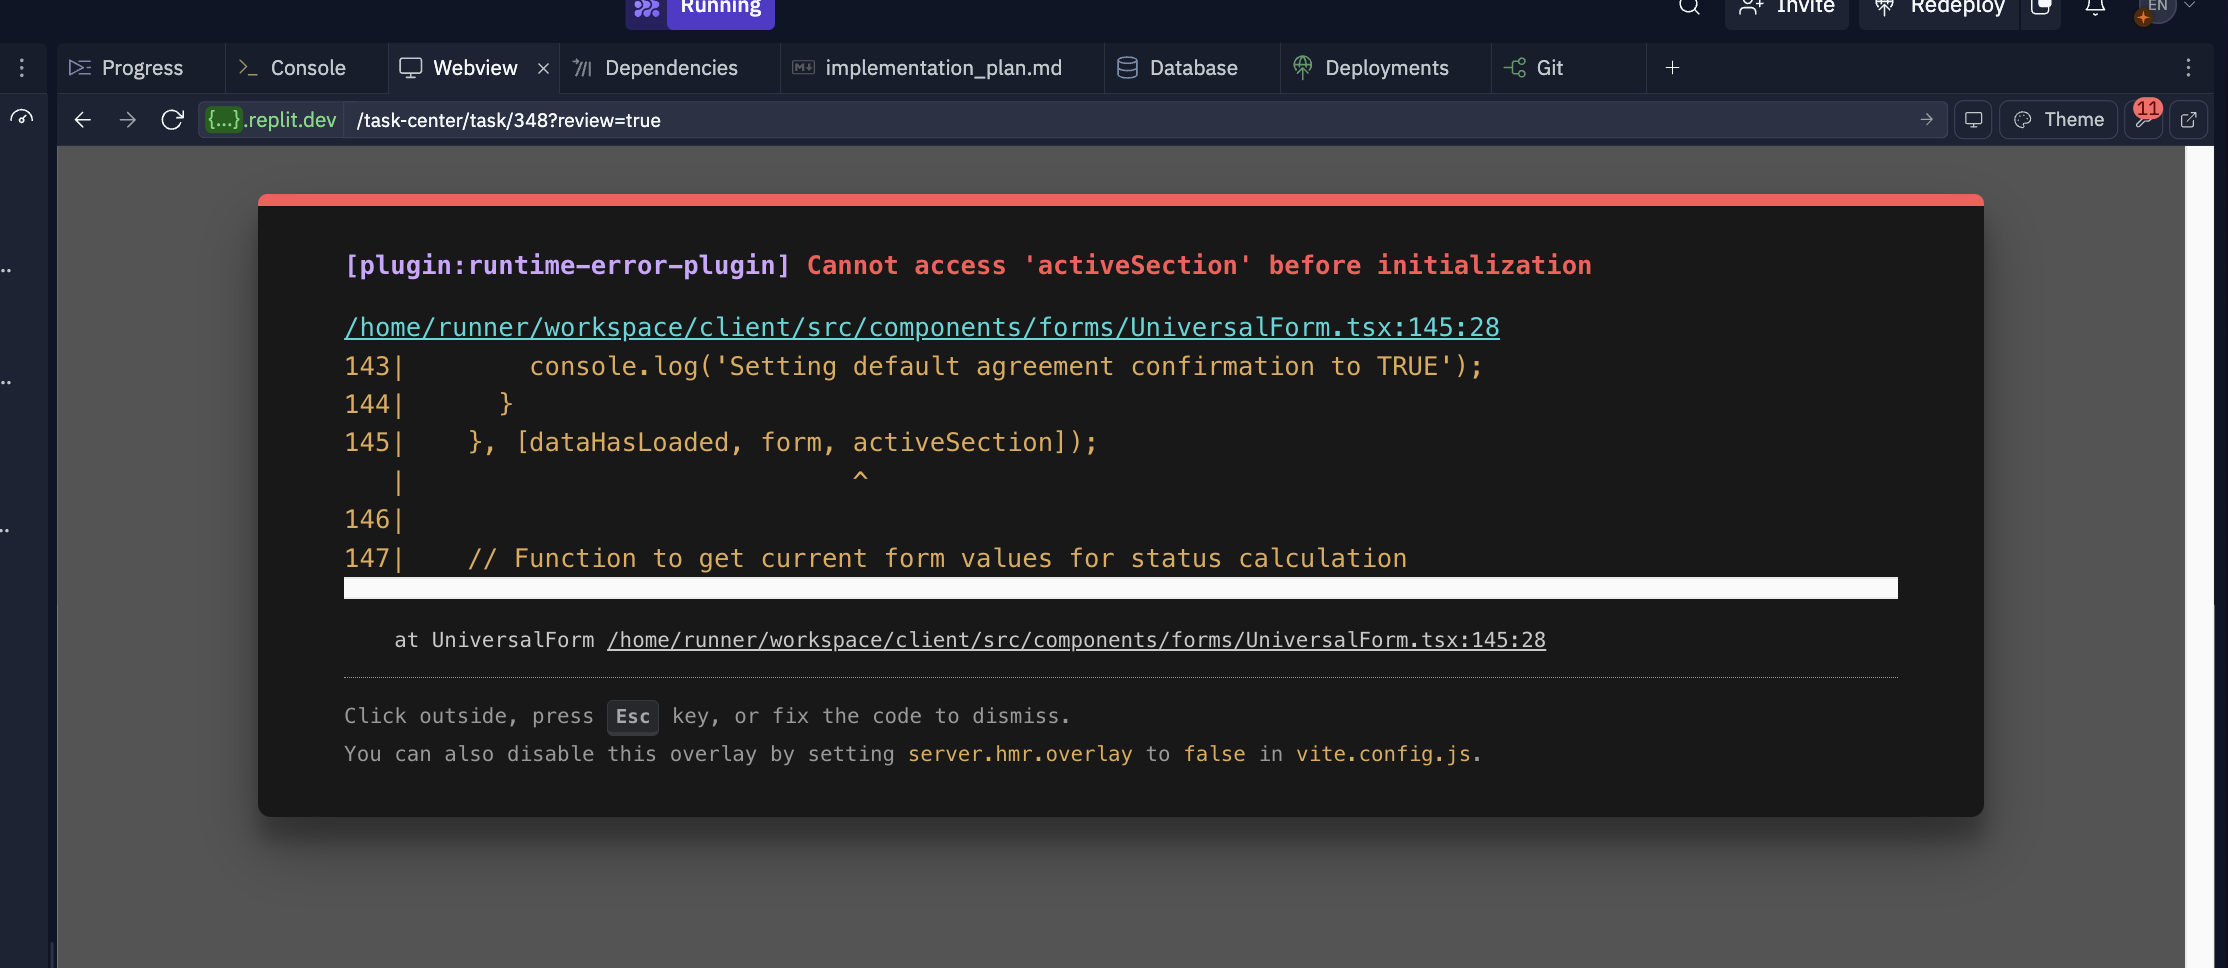 Running
Invite
Redeploy
EN
Progress
Console
Webview
Dependencies
implementation_plan.md
Database
Deployments
Git
{...}.replit.dev
/task-center/task/348?review=true
Theme
11
[plugin:runtime-error-plugin] Cannot access 'activeSection' before initialization
/home/runner/workspace/client/src/components/forms/UniversalForm.tsx:145:28
143|        console.log('Setting default agreement confirmation to TRUE');
144|      }
145|    }, [dataHasLoaded, form, activeSection]);
   |                             ^
146|
147|    // Function to get current form values for status calculation
at UniversalForm /home/runner/workspace/client/src/components/forms/UniversalForm.tsx:145:28
Click outside, press Esc key, or fix the code to dismiss.
You can also disable this overlay by setting server.hmr.overlay to false in vite.config.js.